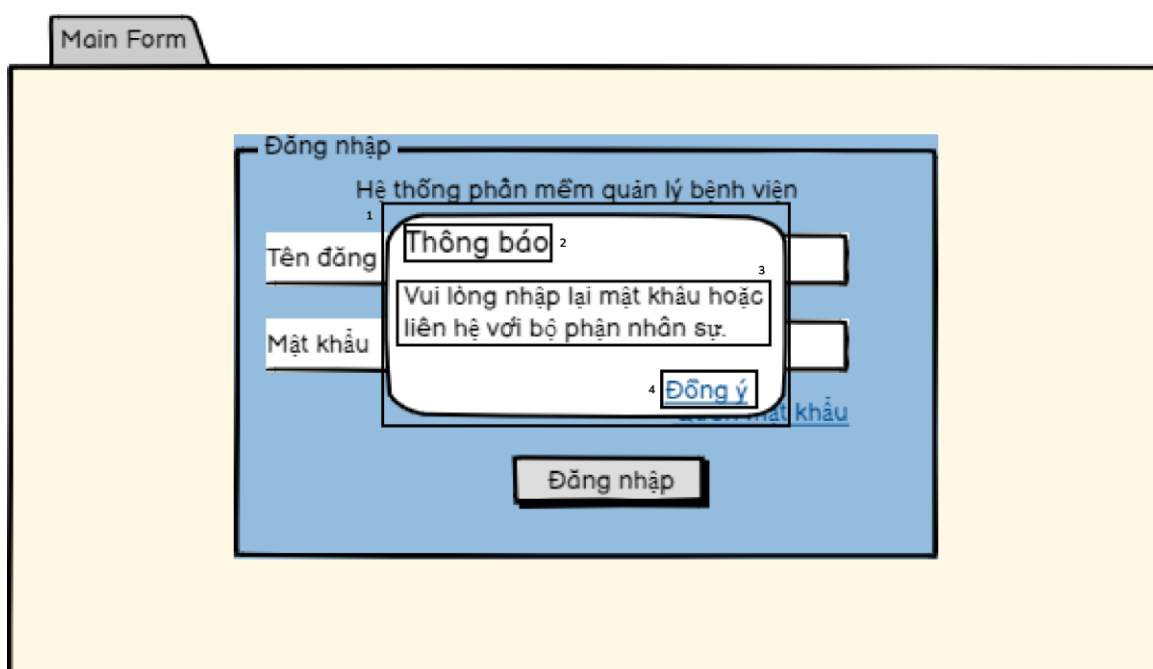 Main Form
Đăng nhập
Hệ thống phần mềm quản lý bệnh viện
1
Thông báo 2
Tên đăng
3
Vui lòng nhập lại mật khẩu hoặc
liên hệ với bộ phận nhân sự.
Mật khẩu
4 Đồng ý
khẩu
Đăng nhập